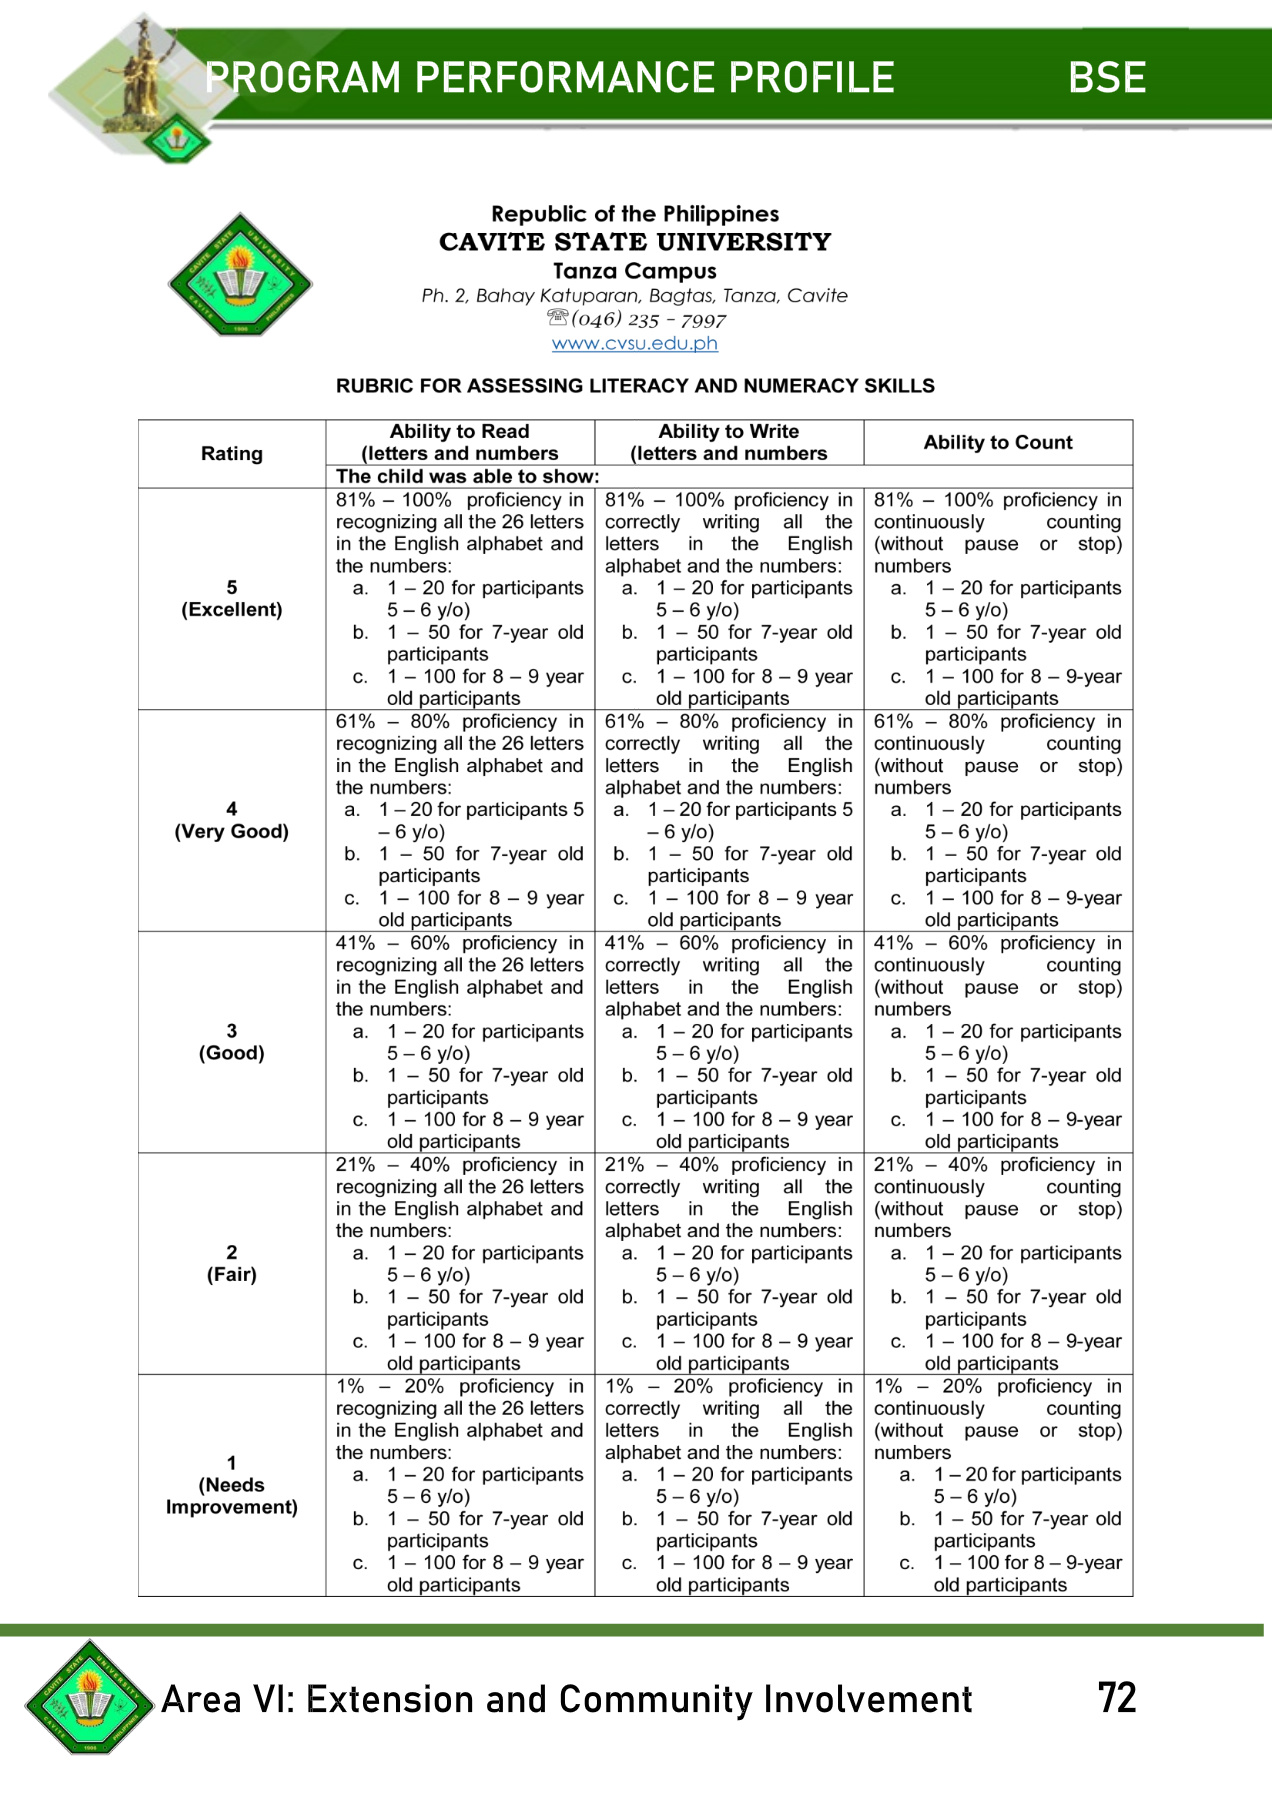 PROGRAM PERFORMANCE PROFILE BSE
Republic of the Philippines
CAVITE STATE UNIVERSITY
Tanza Campus
Ph. 2, Bahay Katuparan, Bagtas, Tanza, Cavite
☏(046) 235 – 7997
www.cvsu.edu.ph
RUBRIC FOR ASSESSING LITERACY AND NUMERACY SKILLS
Rating
Ability to Read
(letters and numbers
Ability to Write
(letters and numbers
Ability to Count
The child was able to show:
5
(Excellent)
81% – 100% proficiency in
recognizing all the 26 letters
in the English alphabet and
the numbers:
a. 1 – 20 for participants
5 – 6 y/o)
b. 1 – 50 for 7-year old
participants
c. 1 – 100 for 8 – 9 year
old participants
81% – 100% proficiency in
correctly writing all the
letters in the English
alphabet and the numbers:
a. 1 – 20 for participants
5 – 6 y/o)
b. 1 – 50 for 7-year old
participants
c. 1 – 100 for 8 – 9 year
old participants
81% – 100% proficiency in
continuously counting
(without pause or stop)
numbers
a. 1 – 20 for participants
5 – 6 y/o)
b. 1 – 50 for 7-year old
participants
c. 1 – 100 for 8 – 9-year
old participants
4
(Very Good)
61% – 80% proficiency in
recognizing all the 26 letters
in the English alphabet and
the numbers:
a. 1 – 20 for participants 5
– 6 y/o)
b. 1 – 50 for 7-year old
participants
c. 1 – 100 for 8 – 9 year
old participants
61% – 80% proficiency in
correctly writing all the
letters in the English
alphabet and the numbers:
a. 1 – 20 for participants 5
– 6 y/o)
b. 1 – 50 for 7-year old
participants
c. 1 – 100 for 8 – 9 year
old participants
61% – 80% proficiency in
continuously counting
(without pause or stop)
numbers
a. 1 – 20 for participants
5 – 6 y/o)
b. 1 – 50 for 7-year old
participants
c. 1 – 100 for 8 – 9-year
old participants
3
(Good)
41% – 60% proficiency in
recognizing all the 26 letters
in the English alphabet and
the numbers:
a. 1 – 20 for participants
5 – 6 y/o)
b. 1 – 50 for 7-year old
participants
c. 1 – 100 for 8 – 9 year
old participants
41% – 60% proficiency in
correctly writing all the
letters in the English
alphabet and the numbers:
a. 1 – 20 for participants
5 – 6 y/o)
b. 1 – 50 for 7-year old
participants
c. 1 – 100 for 8 – 9 year
old participants
41% – 60% proficiency in
continuously counting
(without pause or stop)
numbers
a. 1 – 20 for participants
5 – 6 y/o)
b. 1 – 50 for 7-year old
participants
c. 1 – 100 for 8 – 9-year
old participants
2
(Fair)
21% – 40% proficiency in
recognizing all the 26 letters
in the English alphabet and
the numbers:
a. 1 – 20 for participants
5 – 6 y/o)
b. 1 – 50 for 7-year old
participants
c. 1 – 100 for 8 – 9 year
old participants
21% – 40% proficiency in
correctly writing all the
letters in the English
alphabet and the numbers:
a. 1 – 20 for participants
5 – 6 y/o)
b. 1 – 50 for 7-year old
participants
c. 1 – 100 for 8 – 9 year
old participants
21% – 40% proficiency in
continuously counting
(without pause or stop)
numbers
a. 1 – 20 for participants
5 – 6 y/o)
b. 1 – 50 for 7-year old
participants
c. 1 – 100 for 8 – 9-year
old participants
1
(Needs
Improvement)
1% – 20% proficiency in
recognizing all the 26 letters
in the English alphabet and
the numbers:
a. 1 – 20 for participants
5 – 6 y/o)
b. 1 – 50 for 7-year old
participants
c. 1 – 100 for 8 – 9 year
old participants
1% – 20% proficiency in
correctly writing all the
letters in the English
alphabet and the numbers:
a. 1 – 20 for participants
5 – 6 y/o)
b. 1 – 50 for 7-year old
participants
c. 1 – 100 for 8 – 9 year
old participants
1% – 20% proficiency in
continuously counting
(without pause or stop)
numbers
a. 1 – 20 for participants
5 – 6 y/o)
b. 1 – 50 for 7-year old
participants
c. 1 – 100 for 8 – 9-year
old participants
CAVITE STATE UNIVERSITY
CAVITE PHILIPPINES
1906
Area VI: Extension and Community Involvement 72